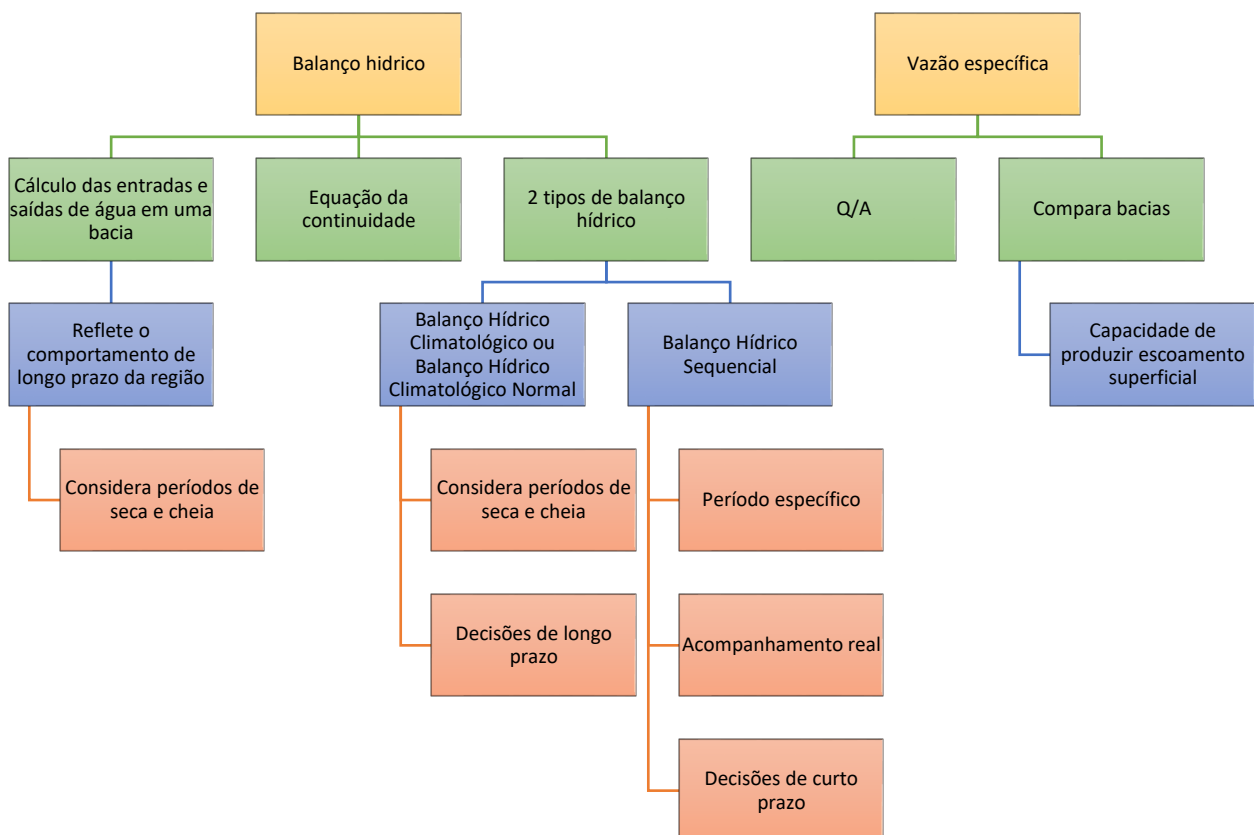 Balanço hidrico
Vazão específica
Cálculo das entradas e
saídas de água em uma
bacia
Equação da
continuidade
2 tipos de balanço
hídrico
Q/A
Compara bacias
Reflete o
comportamento de
longo prazo da região
Balanço Hídrico
Climatológico ou
Balanço Hídrico
Climatológico Normal
Balanço Hídrico
Sequencial
Capacidade de
produzir escoamento
superficial
Considera períodos de
seca e cheia
Considera períodos de
seca e cheia
Período específico
Decisões de longo
prazo
Acompanhamento real
Decisões de curto
prazo